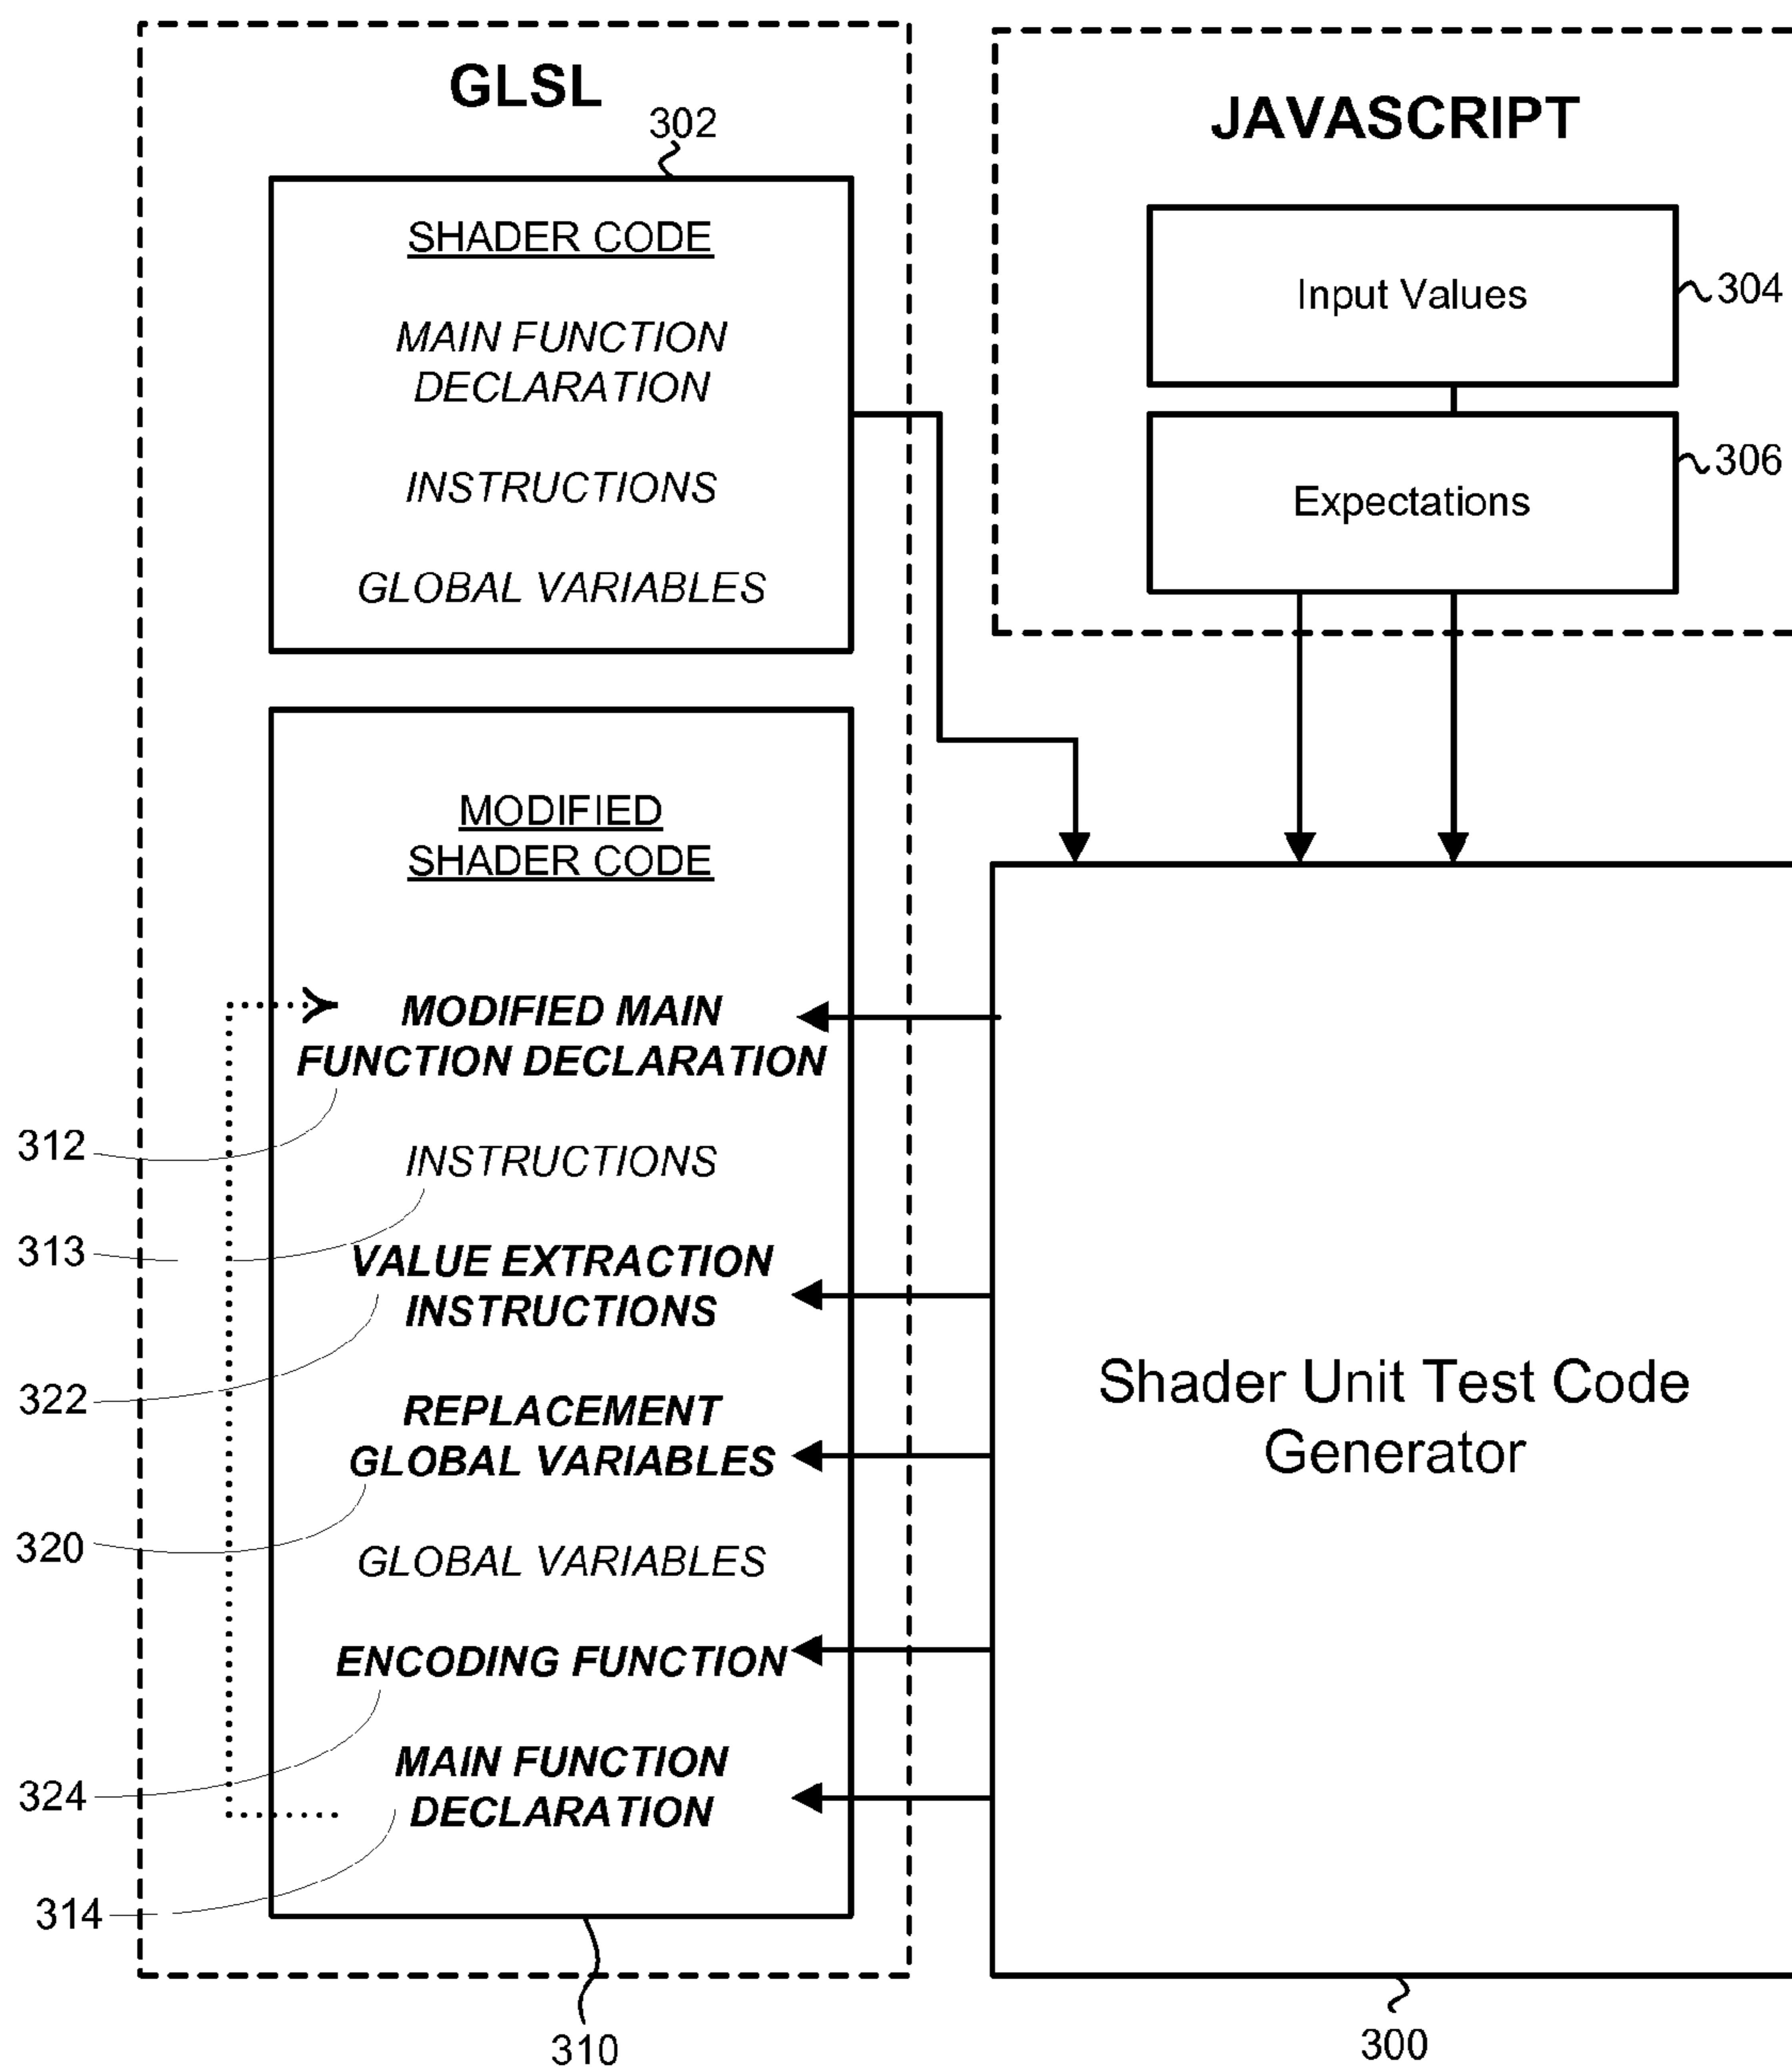 GLSL
302
SHADER CODE
MAIN FUNCTION
DECLARATION
INSTRUCTIONS
GLOBAL VARIABLES
JAVASCRIPT
Input Values
304
Expectations
306
MODIFIED
SHADER CODE
MODIFIED MAIN
FUNCTION DECLARATION
312
INSTRUCTIONS
313
VALUE EXTRACTION
INSTRUCTIONS
322
REPLACEMENT
GLOBAL VARIABLES
320
GLOBAL VARIABLES
ENCODING FUNCTION
324
MAIN FUNCTION
DECLARATION
314
310
Shader Unit Test Code
Generator
300